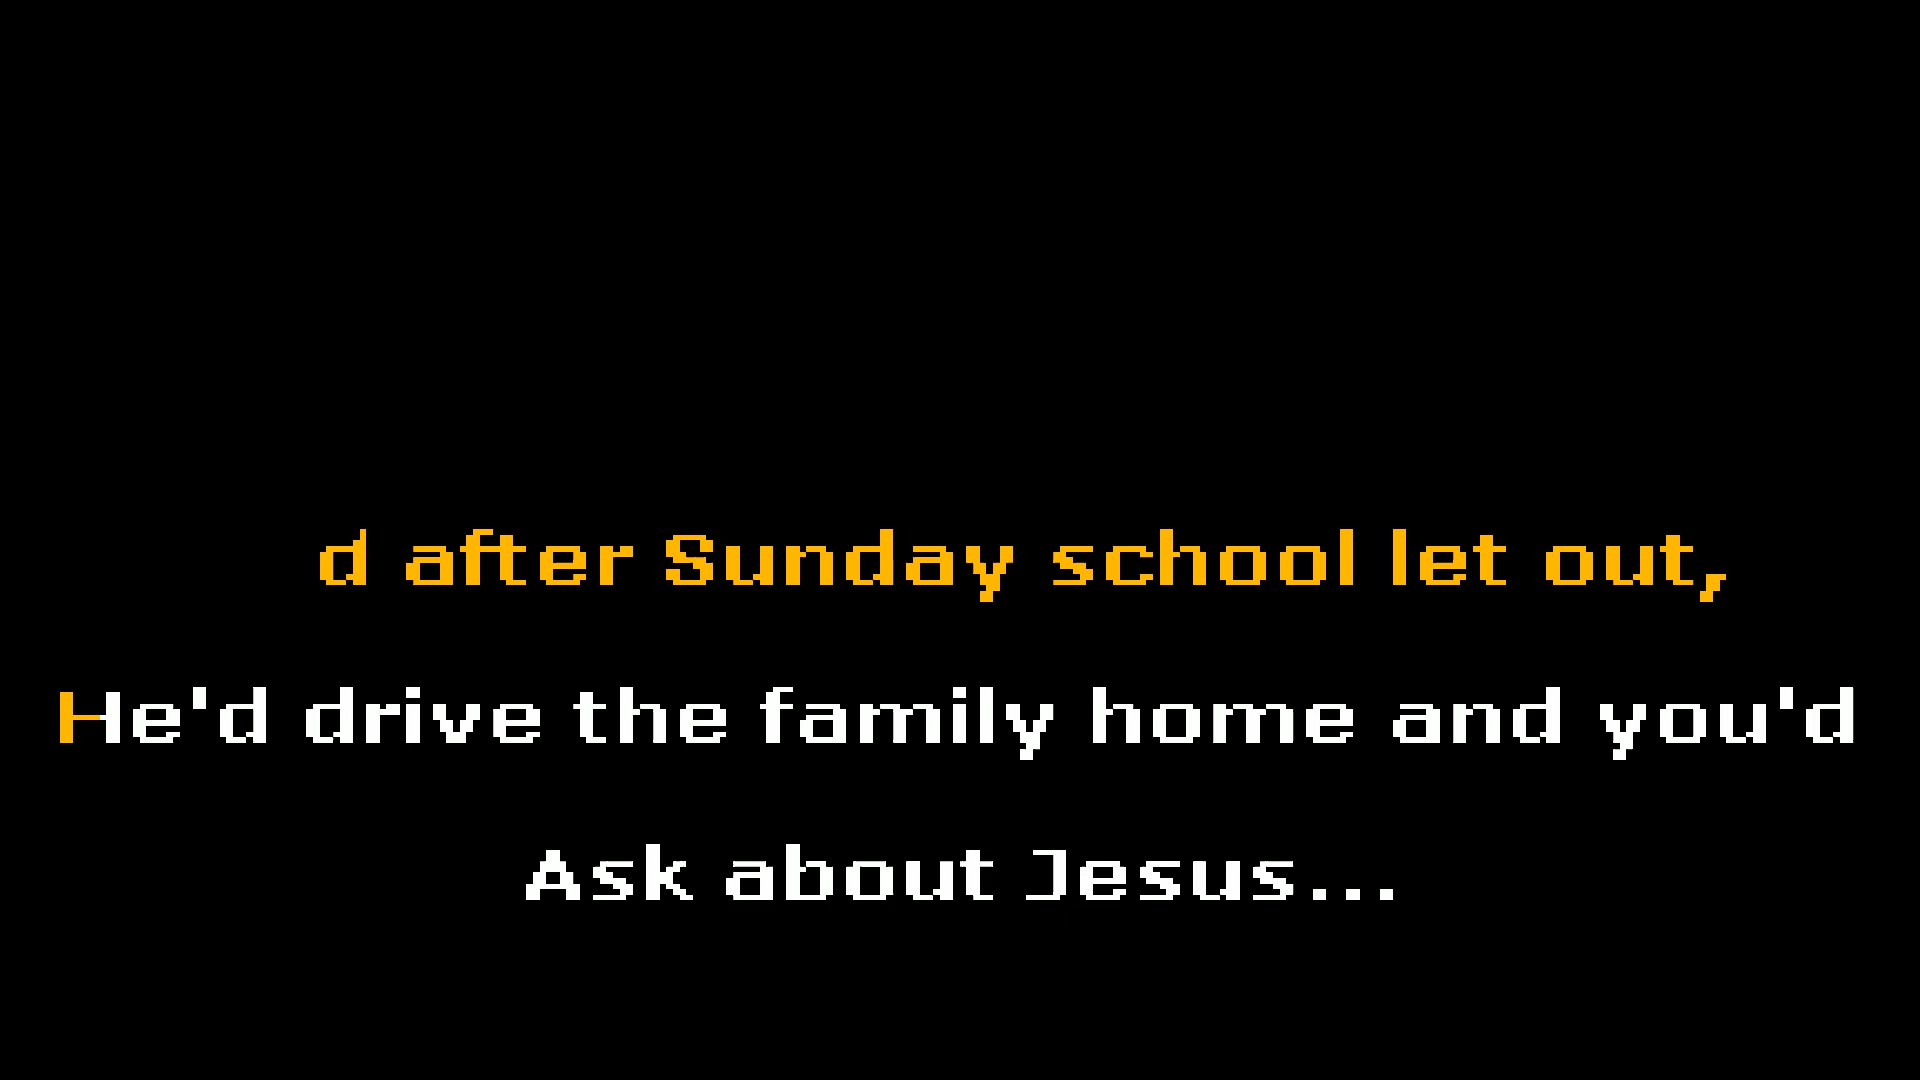 d after Sunday school let out,
He'd drive the family home and you'd
Ask about Jesus...